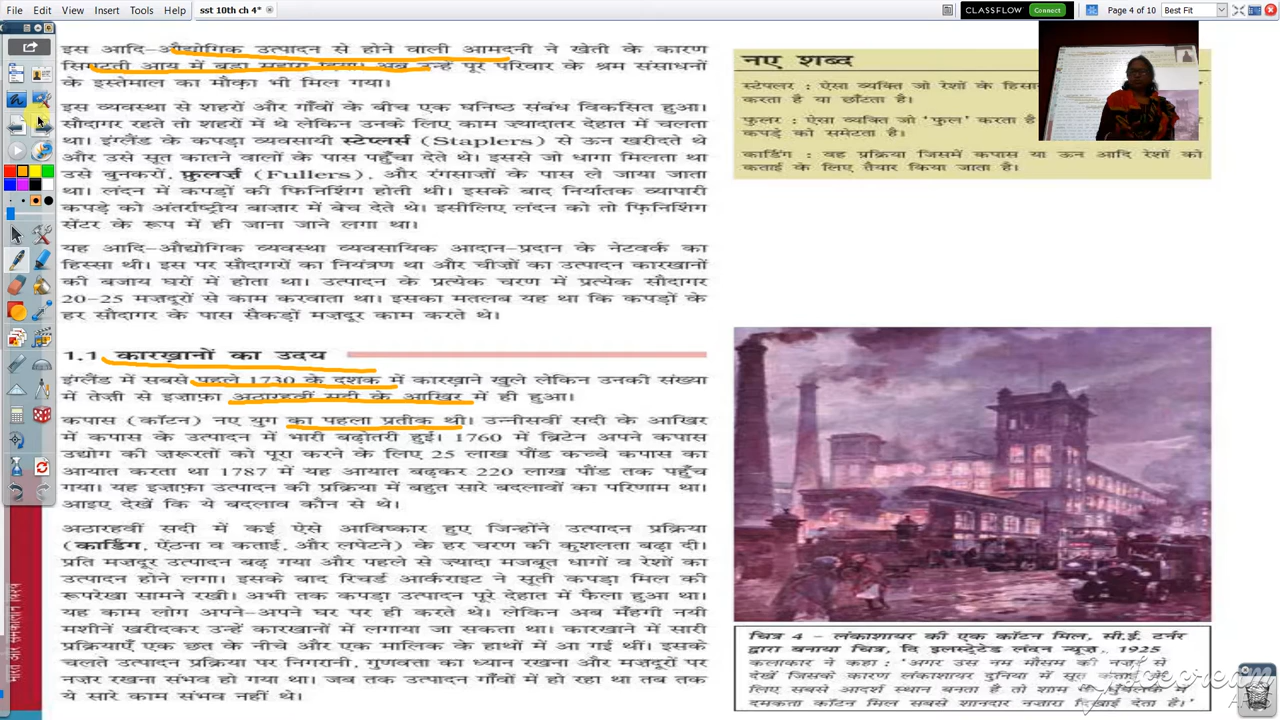 File Edit View Insert Tools Help sst 10th ch 4* CLASSFLOW Connect Page 4 of 10 Best Fit
इस आदि-औद्योगिक उत्पादन से होने वाली आमदनी ने खेती के कारण
सिमटती आय में बड़ा के श्रम संसाधनों
के इस्तेमाल का मौका भी मिल गया।
इस व्यवस्था से शहरों और गाँवों के बीच एक घनिष्ठ संबंध विकसित हुआ।
सौदागर रहते तो शहरों में थे लेकिन उनके लिए काम ज़्यादातर देहात में चलता
था। इंग्लैंड के कपड़ा व्यवसायी स्टेपलर्स (Staplers) से ऊन खरीदते थे
और उसे सूत कातने वालों के पास पहुँचा देते थे। इससे जो धागा मिलता था
उसे बुनकरों, फ़ुलर्ज़ (Fullers), और रंगसाज़ों के पास ले जाया जाता
था। लंदन में कपड़ों की फिनिशिंग होती थी। इसके बाद निर्यातक व्यापारी
कपड़े को अंतर्राष्ट्रीय बाज़ार में बेच देते थे। इसीलिए लंदन को तो फ़िनिशिंग
सेंटर के रूप में ही जाना जाने लगा था।
यह आदि-औद्योगिक व्यवस्था व्यवसायिक आदान-प्रदान के नेटवर्क का
हिस्सा थी। इस पर सौदागरों का नियंत्रण था और चीज़ों का उत्पादन कारखानों
की बजाय घरों में होता था। उत्पादन के प्रत्येक चरण में प्रत्येक सौदागर
20-25 मज़दूरों से काम करवाता था। इसका मतलब यह था कि कपड़ों के
हर सौदागर के पास सैकड़ों मज़दूर काम करते थे।
1.1 कारख़ानों का उदय
इंग्लैंड में सबसे पहले 1730 के दशक में कारख़ाने खुले लेकिन उनकी संख्या
में तेज़ी से इज़ाफ़ा अठारहवीं सदी के आखिर में ही हुआ।
कपास (कॉटन) नए युग का पहला प्रतीक थी। उन्नीसवीं सदी के आखिर
में कपास के उत्पादन में भारी बढ़ोतरी हुई। 1760 में ब्रिटेन अपने कपास
उद्योग की ज़रूरतों को पूरा करने के लिए 25 लाख पौंड कच्चे कपास का
आयात करता था 1787 में यह आयात बढ़कर 220 लाख पौंड तक पहुँच
गया। यह इज़ाफ़ा उत्पादन की प्रक्रिया में बहुत सारे बदलावों का परिणाम था।
आइए देखें कि ये बदलाव कौन से थे।
अठारहवीं सदी में कई ऐसे आविष्कार हुए जिन्होंने उत्पादन प्रक्रिया
(कार्डिंग, ऐंठना व कताई, और लपेटने) के हर चरण की कुशलता बढ़ा दी।
प्रति मज़दूर उत्पादन बढ़ गया और पहले से ज़्यादा मजबूत धागों व रेशों का
उत्पादन होने लगा। इसके बाद रिचर्ड आर्कराइट ने सूती कपड़ा मिल की
रूपरेखा सामने रखी। अभी तक कपड़ा उत्पादन पूरे देहात में फैला हुआ था।
यह काम लोग अपने-अपने घर पर ही करते थे। लेकिन अब मँहगी नयी
मशीनें खरीदकर उन्हें कारखानों में लगाया जा सकता था। कारखाने में सारी
प्रक्रियाएँ एक छत के नीचे और एक मालिक के हाथों में आ गई थीं। इसके
चलते उत्पादन प्रक्रिया पर निगरानी, गुणवत्ता का ध्यान रखना और मज़दूरों पर
नज़र रखना संभव हो गया था। जब तक उत्पादन गाँवों में हो रहा था तब तक
ये सारे काम संभव नहीं थे।
नए शब्द
स्टेपलर : ऐसा व्यक्ति जो रेशों के हिसाब
करता है या छाँटता है।
फुलर : ऐसा व्यक्ति जो 'फुल' करता है
कपड़े को समेटता है।
कार्डिंग : वह प्रक्रिया जिसमें कपास या ऊन आदि रेशों को
कताई के लिए तैयार किया जाता है।
चित्र 4 – लंकाशायर की एक कॉटन मिल, सी.ई. टर्नर
द्वारा बनाया चित्र, दि इलस्ट्रेटेड लंदन न्यूज़, 1925
कलाकार ने कहा : 'अगर उस नम मौसम की नज़र से
देखें जिसके कारण लंकाशायर दुनिया में सूत कताई के
लिए सबसे आदर्श स्थान बनता है तो शाम के में
दमकता कॉटन मिल सबसे शानदार नज़ारा दिखाई देता है।'